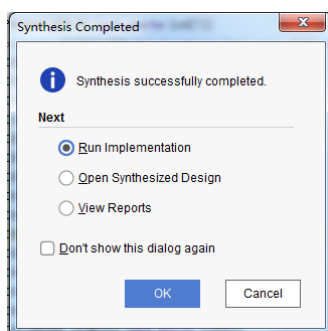 Synthesis Completed
Synthesis successfully completed.
Next
Run Implementation
Open Synthesized Design
View Reports
Don't show this dialog again
OK
Cancel